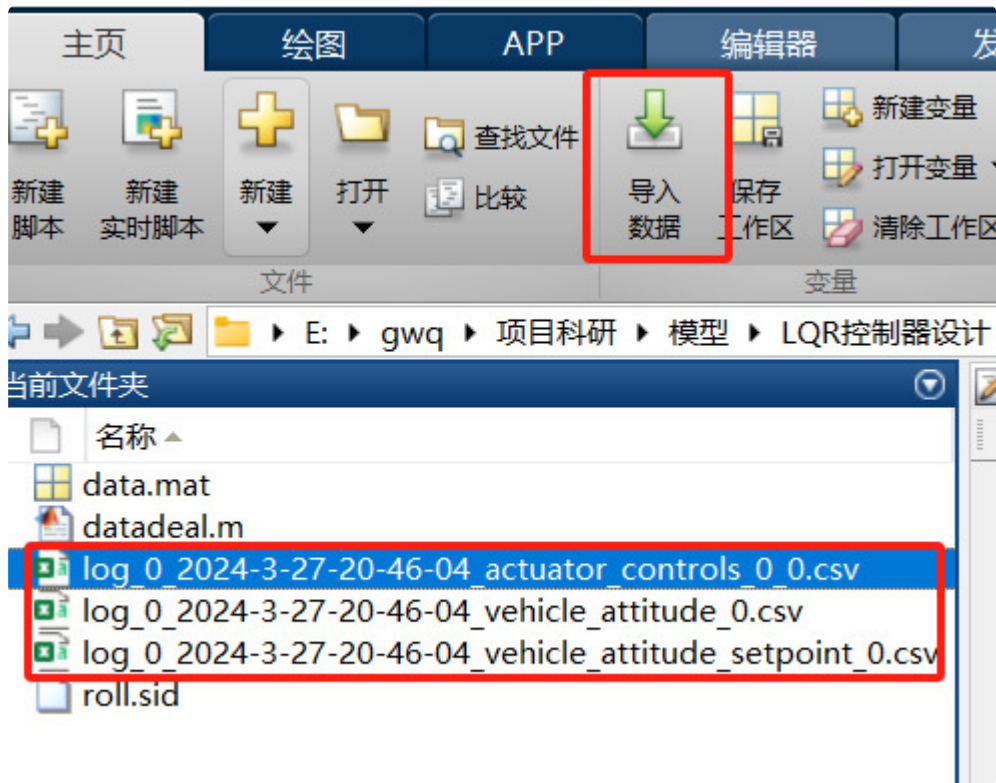 主页 绘图 APP 编辑器 发
新建 脚本 新建 实时脚本 新建 打开 查找文件 比较 导入 数据 保存 工作区 新建变量 打开变量 清除工作区
文件 变量
E: gwq 项目科研 模型 LQR控制器设计
当前文件夹
名称
data.mat
datadeal.m
log_0_2024-3-27-20-46-04_actuator_controls_0_0.csv
log_0_2024-3-27-20-46-04_vehicle_attitude_0.csv
log_0_2024-3-27-20-46-04_vehicle_attitude_setpoint_0.csv
roll.sid